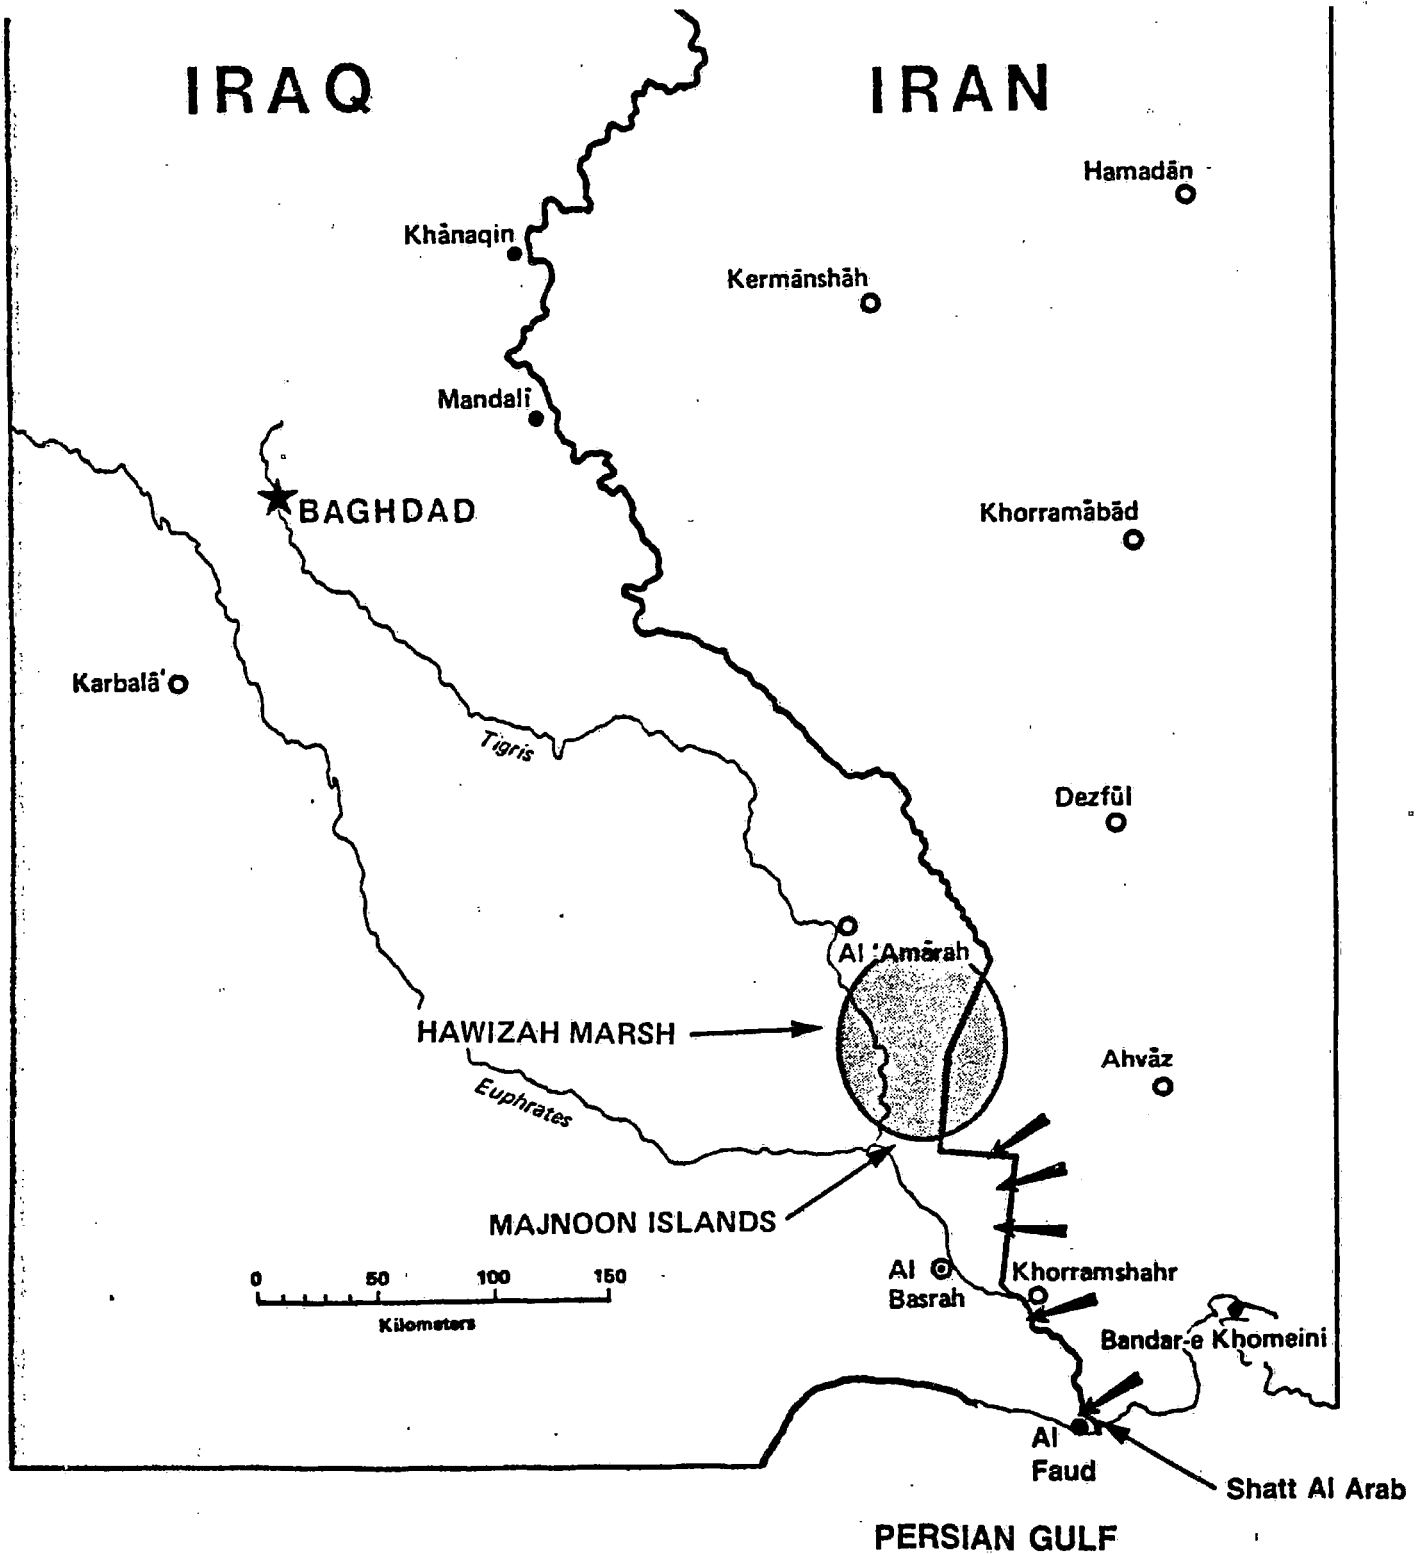 IRAQ
IRAN
Hamadān
Khānaqin
Kermānshāh
Mandalī
BAGHDAD
Khorramābād
Karbalā'
Tigris
Dezfūl
Al 'Amārah
HAWIZAH MARSH
Ahvāz
Euphrates
MAJNOON ISLANDS
Al
Basrah
Khorramshahr
0 50 100 150
Kilometers
Bandar-e Khomeini
Al
Faud
Shatt Al Arab
PERSIAN GULF